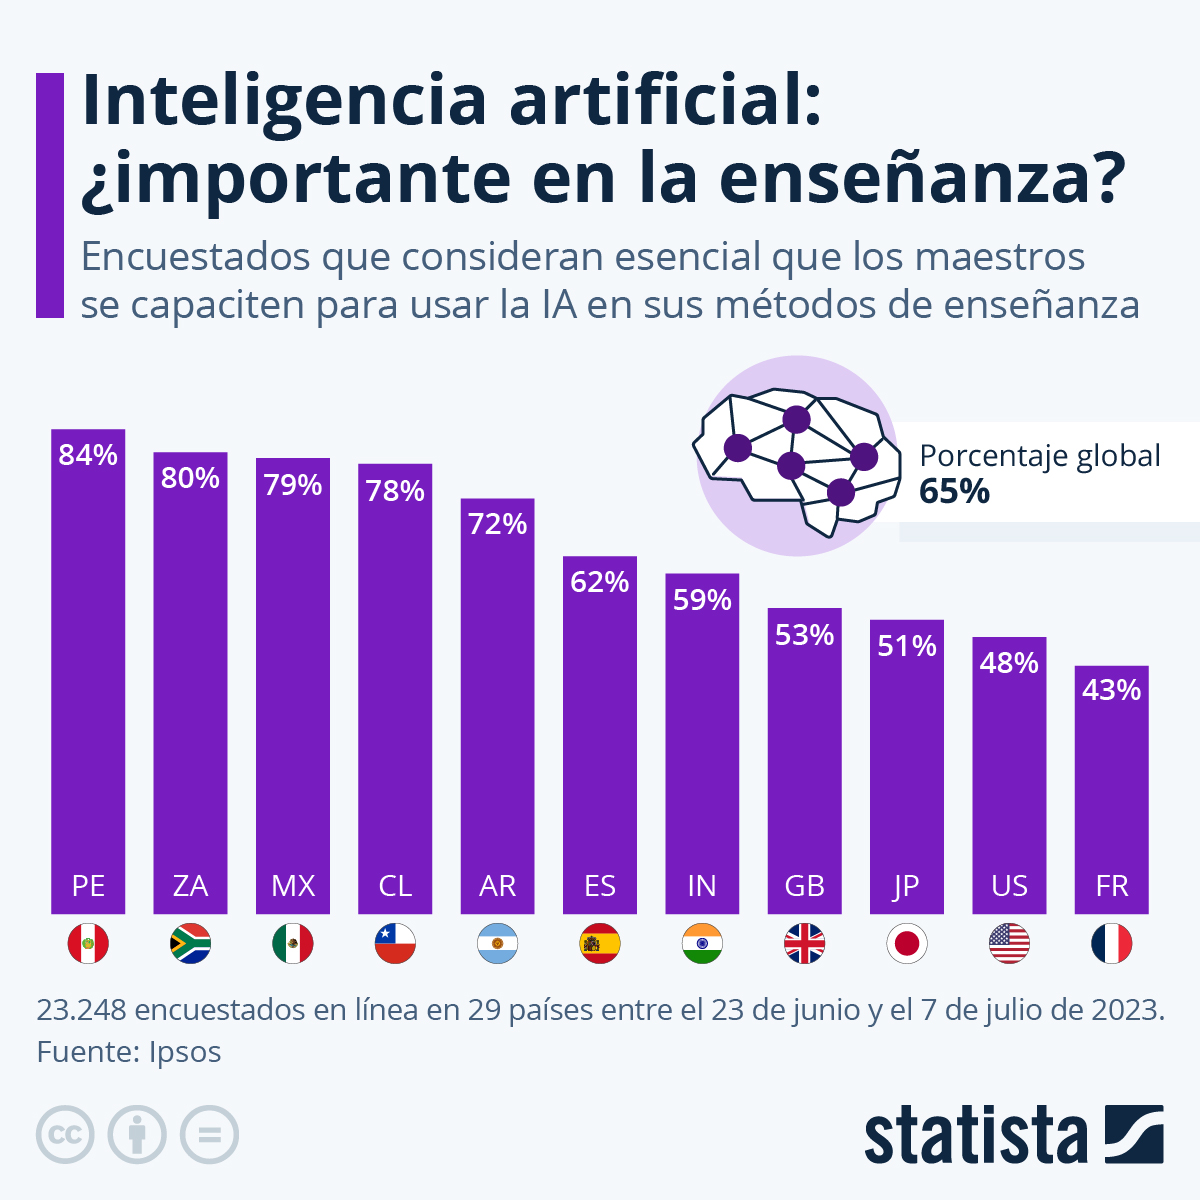 Inteligencia artificial:
¿importante en la enseñanza?
Encuestados que consideran esencial que los maestros
se capaciten para usar la IA en sus métodos de enseñanza
Porcentaje global
65%
84%
80%
79%
78%
72%
62%
59%
53%
51%
48%
43%
PE
ZA
MX
CL
AR
ES
IN
GB
JP
US
FR
23.248 encuestados en línea en 29 países entre el 23 de junio y el 7 de julio de 2023.
Fuente: Ipsos
cc
statista